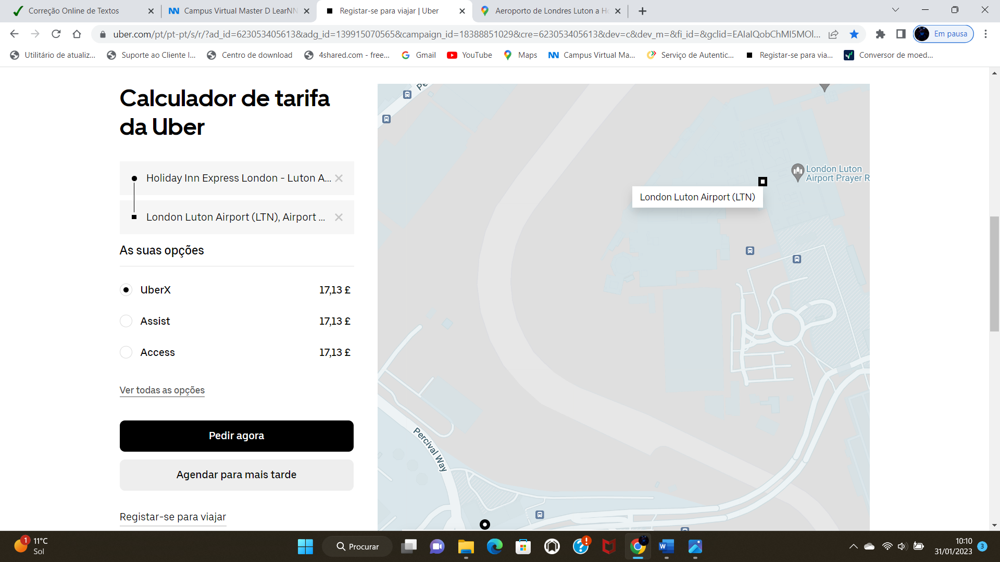 Correção Online de Textos
Campus Virtual Master D LearNN
Registar-se para viajar | Uber
Aeroporto de Londres Luton a Ho
uber.com/pt/pt-pt/s/r/?ad_id=623053405613&adg_id=139915070565&campaign_id=18388851029&cre=623053405613&dev=c&dev_m=&fi_id=&gclid=EAIaIQobChMI5MOl...
Em pausa
Utilitário de atualiz...
Suporte ao Cliente I...
Centro de download
4shared.com - free...
Gmail
YouTube
Maps
Campus Virtual Ma...
Serviço de Autentic...
Registar-se para via...
Conversor de moed...
Calculador de tarifa
da Uber
Holiday Inn Express London - Luton A...
London Luton Airport (LTN), Airport ...
As suas opções
UberX 17,13 £
Assist 17,13 £
Access 17,13 £
Ver todas as opções
Pedir agora
Agendar para mais tarde
Registar-se para viajar
London Luton
Airport Prayer R
London Luton Airport (LTN)
Percival Way
1
11°C
Sol
Procurar
10:10
31/01/2023
3